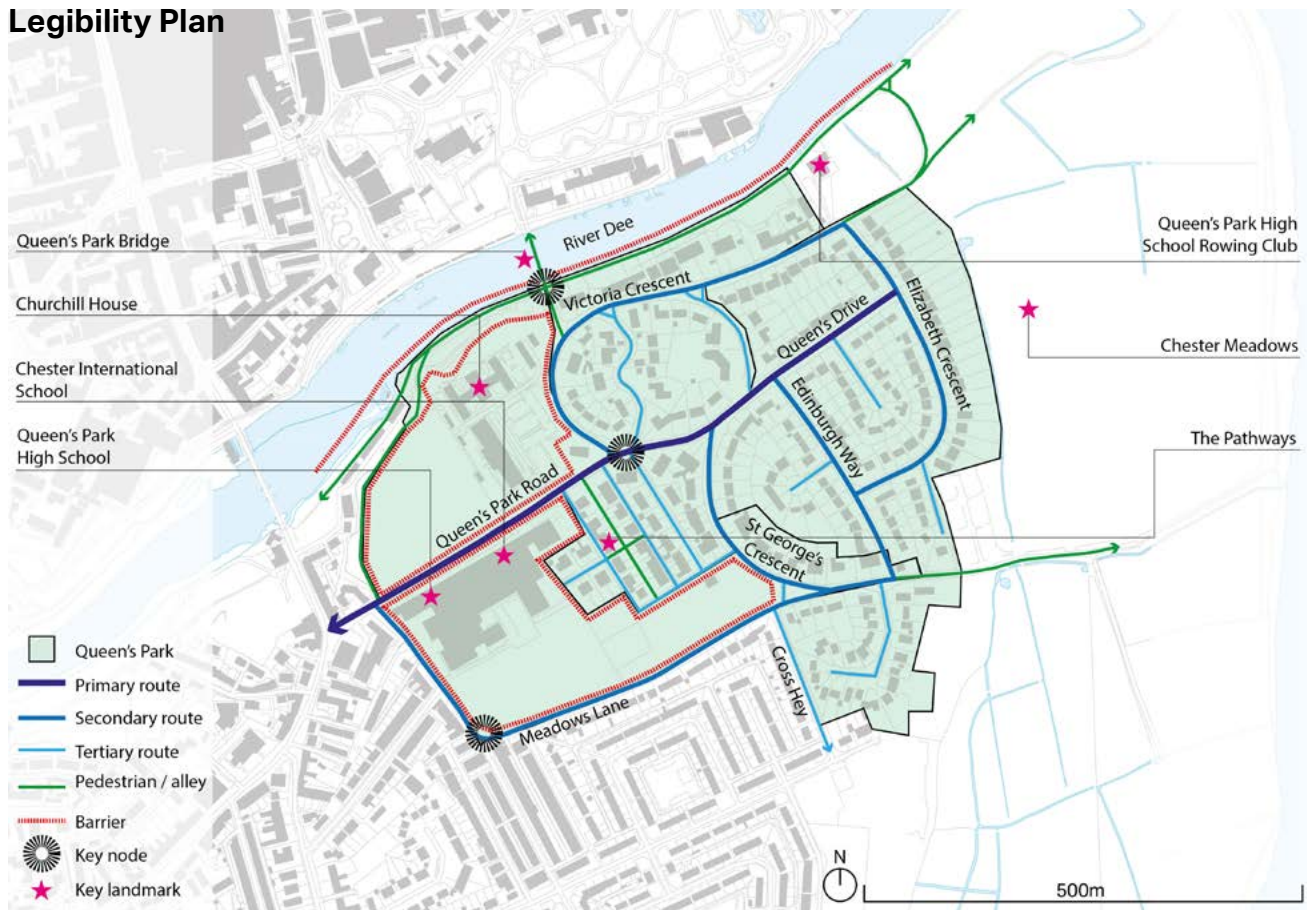 Legibility Plan
Queen's Park Bridge
Churchill House
Chester International
School
Queen's Park
High School
River Dee
Victoria Crescent
Queen's Drive
Elizabeth Crescent
Edinburgh Way
Queen's Park Road
St George's
Crescent
Cross Hey
Meadows Lane
Queen's Park High
School Rowing Club
Chester Meadows
The Pathways
Queen's Park
Primary route
Secondary route
Tertiary route
Pedestrian / alley
Barrier
Key node
Key landmark
N
500m